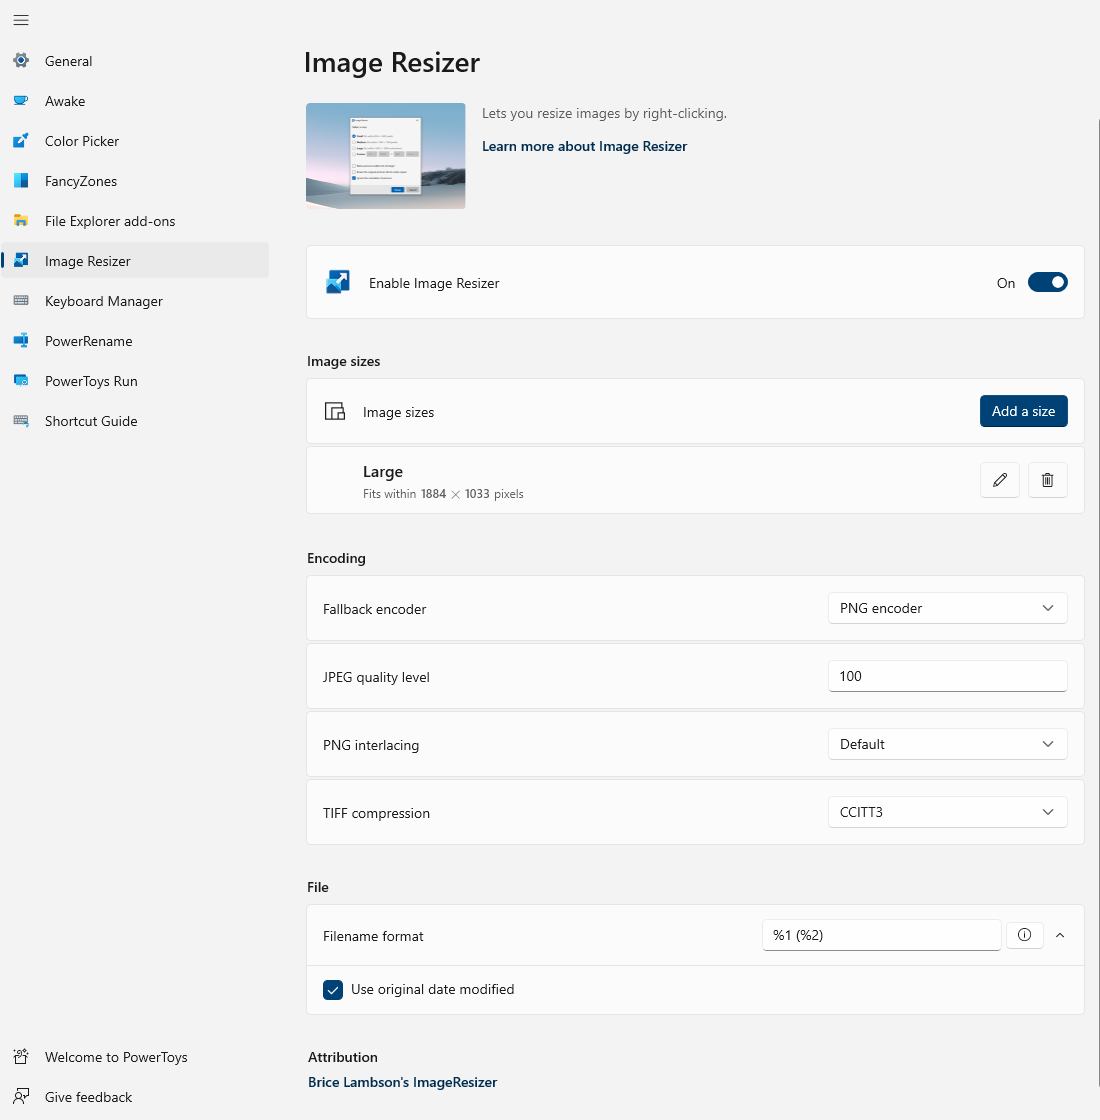 General
Awake
Color Picker
FancyZones
File Explorer add-ons
Image Resizer
Keyboard Manager
PowerRename
PowerToys Run
Shortcut Guide
Welcome to PowerToys
Give feedback
Image Resizer
Lets you resize images by right-clicking.
Learn more about Image Resizer
Enable Image Resizer
On
Image sizes
Image sizes
Add a size
Large
Fits within 1884 × 1033 pixels
Encoding
Fallback encoder
PNG encoder
JPEG quality level
100
PNG interlacing
Default
TIFF compression
CCITT3
File
Filename format
%1 (%2)
Use original date modified
Attribution
Brice Lambson's ImageResizer